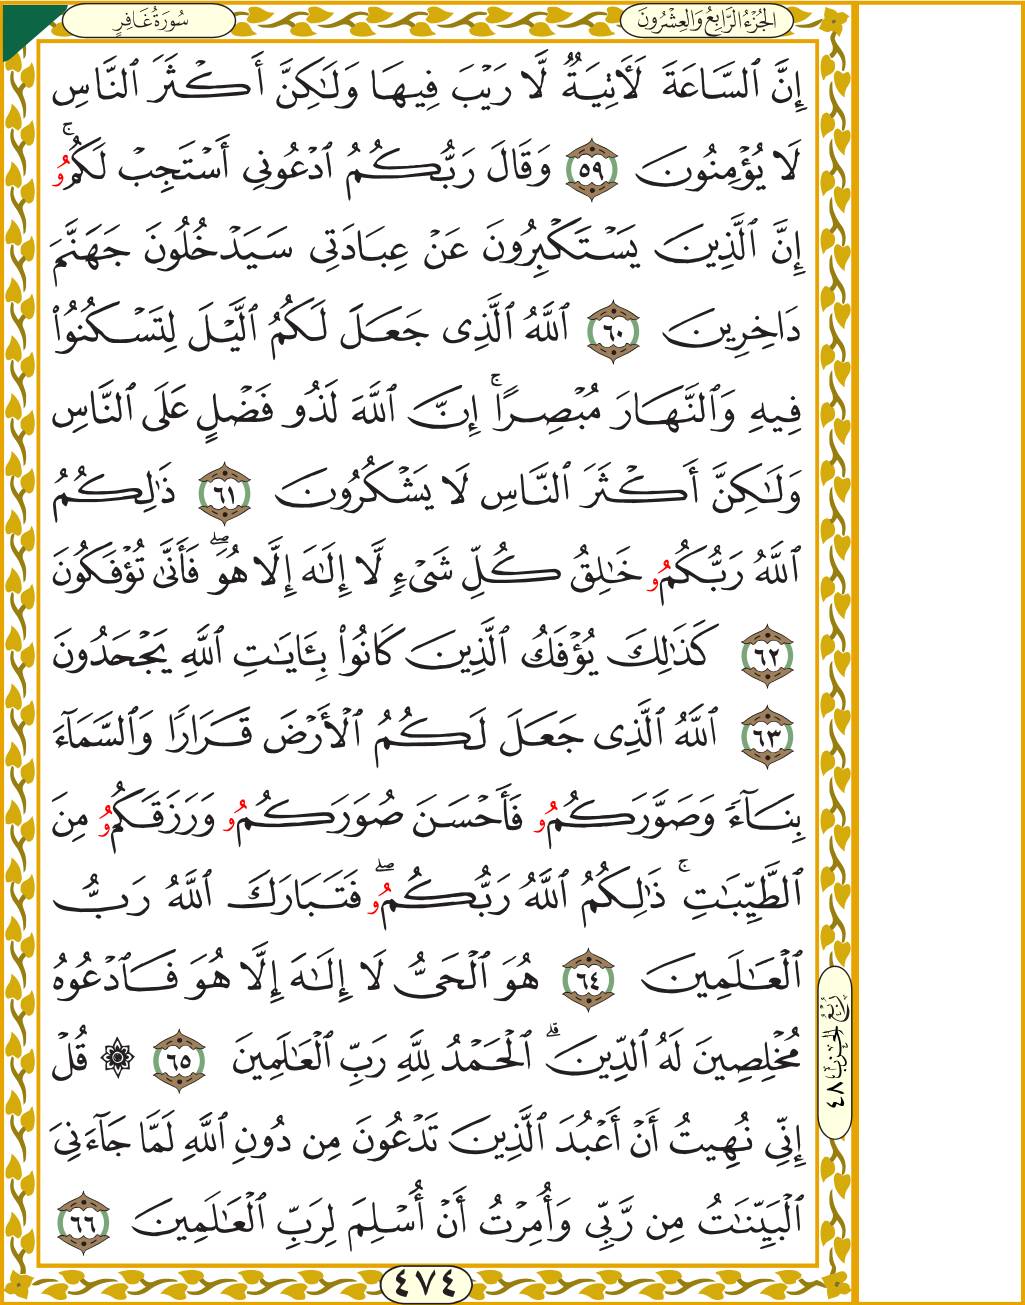 الجُزْءُ الرَّابِعُ وَالعِشْرُونَ
سُورَةُ غَافِرٍ
إِنَّ ٱلسَّاعَةَ لَأٓتِيَةٌ لَّا رَيْبَ فِيهَا وَلَٰكِنَّ أَكْثَرَ ٱلنَّاسِ
لَا يُؤْمِنُونَ ٥٩ وَقَالَ رَبُّكُمُ ٱدْعُونِي أَسْتَجِبْ لَكُمُۥۚ
إِنَّ ٱلَّذِينَ يَسْتَكْبِرُونَ عَنْ عِبَادَتِي سَيَدْخُلُونَ جَهَنَّمَ
دَاخِرِينَ ٦٠ ٱللَّهُ ٱلَّذِي جَعَلَ لَكُمُ ٱلَّيْلَ لِتَسْكُنُوا۟
فِيهِ وَٱلنَّهَارَ مُبْصِرًاۚ إِنَّ ٱللَّهَ لَذُو فَضْلٍ عَلَى ٱلنَّاسِ
وَلَٰكِنَّ أَكْثَرَ ٱلنَّاسِ لَا يَشْكُرُونَ ٦١ ذَٰلِكُمُ
ٱللَّهُ رَبُّكُمُۥ خَٰلِقُ كُلِّ شَيْءٍ لَّا إِلَٰهَ إِلَّا هُوَۖ فَأَنَّىٰ تُؤْفَكُونَ
٦٢ كَذَٰلِكَ يُؤْفَكُ ٱلَّذِينَ كَانُوا۟ بِـَٔايَٰتِ ٱللَّهِ يَجْحَدُونَ
٦٣ ٱللَّهُ ٱلَّذِي جَعَلَ لَكُمُ ٱلْأَرْضَ قَرَارًا وَٱلسَّمَآءَ
بِنَآءً وَصَوَّرَكُمُۥ فَأَحْسَنَ صُوَرَكُمُۥ وَرَزَقَكُمُۥ مِنَ
ٱلطَّيِّبَٰتِۚ ذَٰلِكُمُ ٱللَّهُ رَبُّكُمُۥۖ فَتَبَارَكَ ٱللَّهُ رَبُّ
ٱلْعَٰلَمِينَ ٦٤ هُوَ ٱلْحَيُّ لَا إِلَٰهَ إِلَّا هُوَ فَٱدْعُوهُ
مُخْلِصِينَ لَهُ ٱلدِّينَۗ ٱلْحَمْدُ لِلَّهِ رَبِّ ٱلْعَٰلَمِينَ ٦٥ ۞ قُلْ
إِنِّي نُهِيتُ أَنْ أَعْبُدَ ٱلَّذِينَ تَدْعُونَ مِن دُونِ ٱللَّهِ لَمَّا جَآءَنِيَ
ٱلْبَيِّنَٰتُ مِن رَّبِّي وَأُمِرْتُ أَنْ أُسْلِمَ لِرَبِّ ٱلْعَٰلَمِينَ ٦٦
رُبْعُ الحِزْبِ ٤٨
٤٧٤